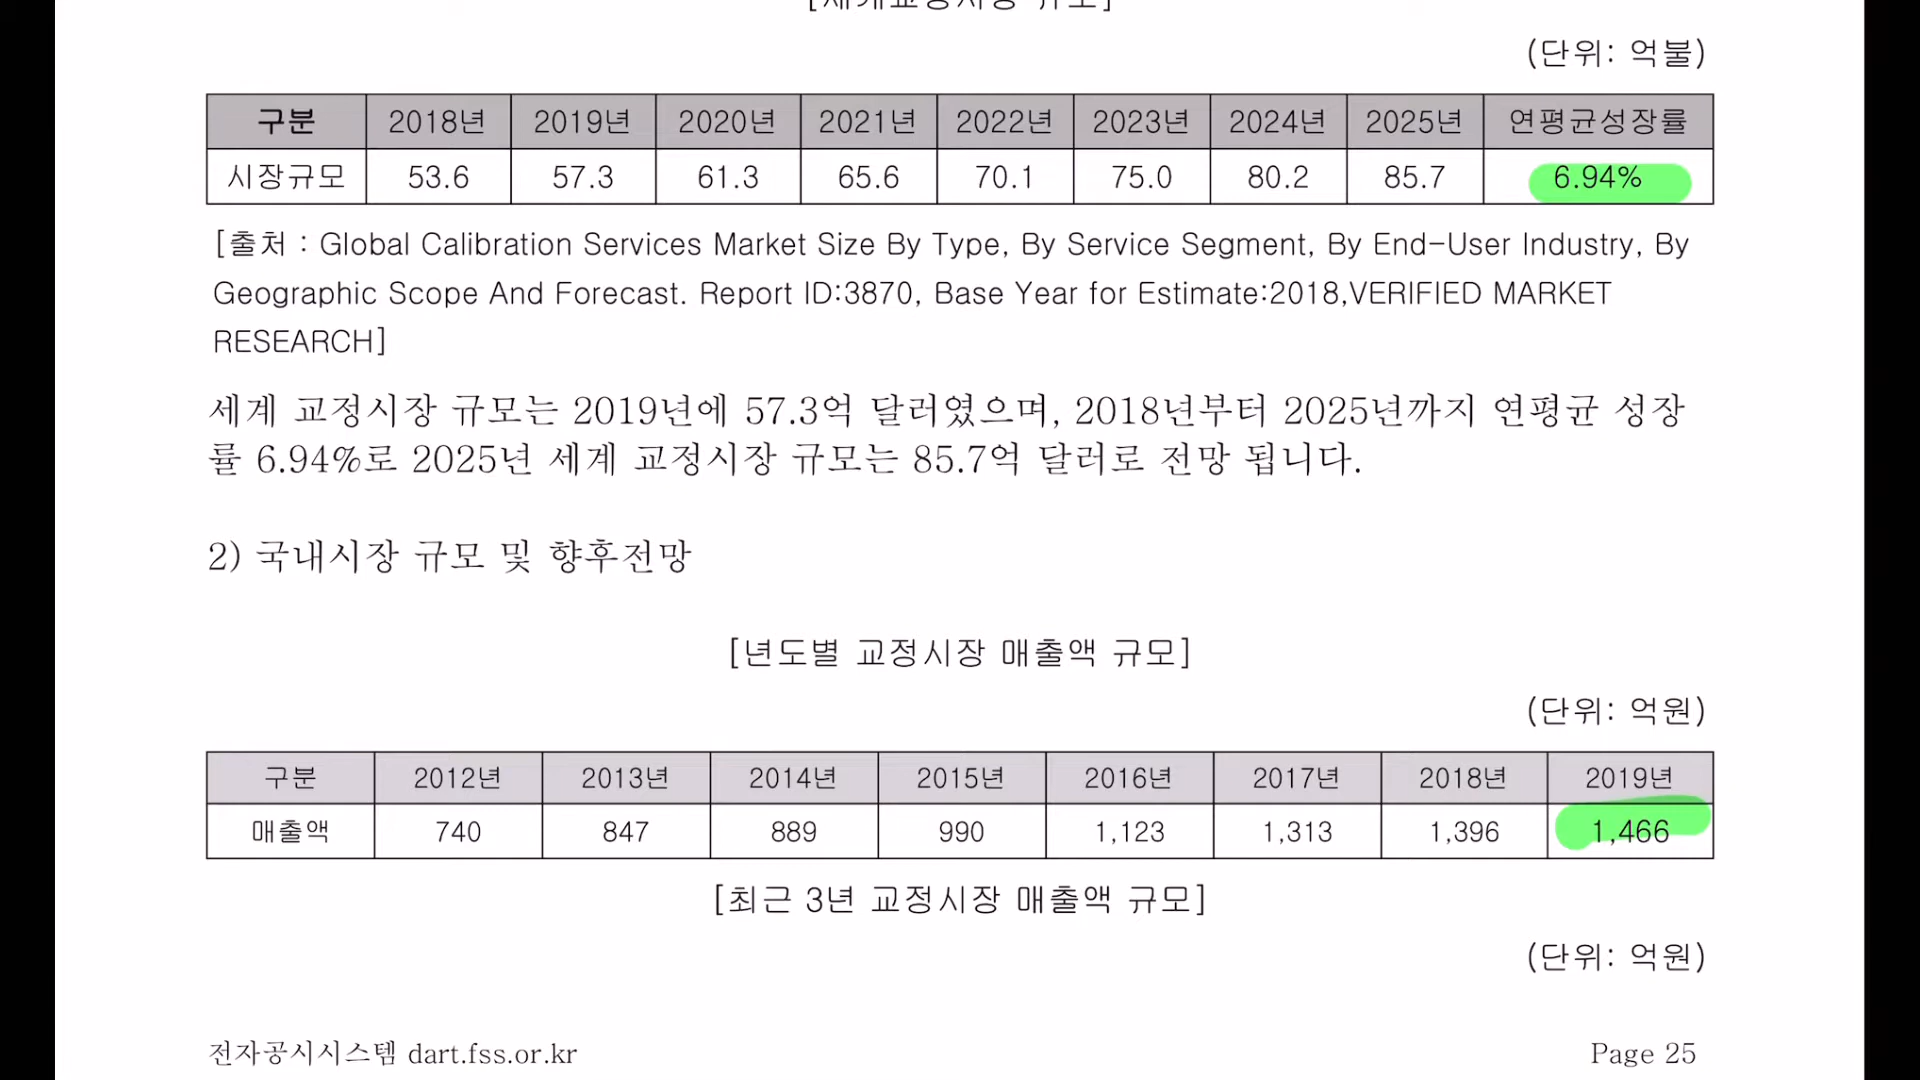 [세계교정시장 규모]
(단위: 억불)
구분 2018년 2019년 2020년 2021년 2022년 2023년 2024년 2025년 연평균성장률
시장규모 53.6 57.3 61.3 65.6 70.1 75.0 80.2 85.7 6.94%
[출처 : Global Calibration Services Market Size By Type, By Service Segment, By End-User Industry, By
Geographic Scope And Forecast. Report ID:3870, Base Year for Estimate:2018,VERIFIED MARKET
RESEARCH]
세계 교정시장 규모는 2019년에 57.3억 달러였으며, 2018년부터 2025년까지 연평균 성장
률 6.94%로 2025년 세계 교정시장 규모는 85.7억 달러로 전망 됩니다.
2) 국내시장 규모 및 향후전망
[년도별 교정시장 매출액 규모]
(단위: 억원)
구분 2012년 2013년 2014년 2015년 2016년 2017년 2018년 2019년
매출액 740 847 889 990 1,123 1,313 1,396 1,466
[최근 3년 교정시장 매출액 규모]
(단위: 억원)
전자공시시스템 dart.fss.or.kr
Page 25